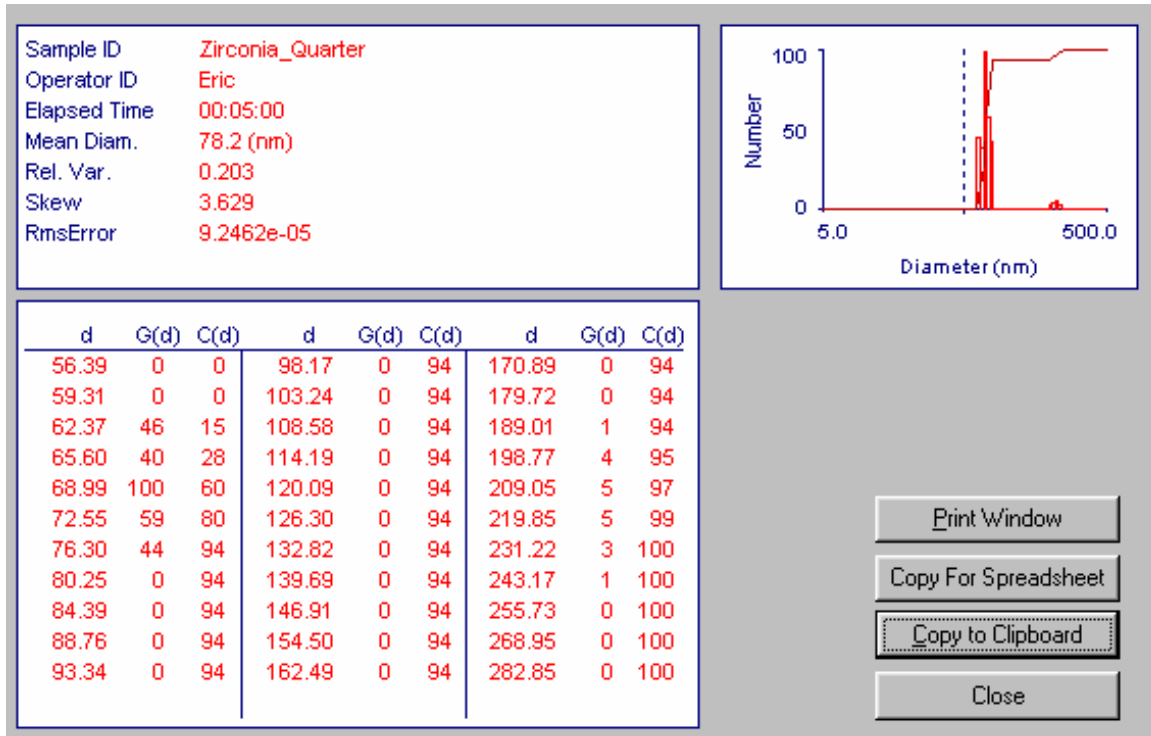 Sample ID Zirconia_Quarter
Operator ID Eric
Elapsed Time 00:05:00
Mean Diam. 78.2 (nm)
Rel. Var. 0.203
Skew 3.629
RmsError 9.2462e-05
100
50
0
Number
5.0 500.0
Diameter (nm)
d G(d) C(d) d G(d) C(d) d G(d) C(d)
56.39 0 0 98.17 0 94 170.89 0 94
59.31 0 0 103.24 0 94 179.72 0 94
62.37 46 15 108.58 0 94 189.01 1 94
65.60 40 28 114.19 0 94 198.77 4 95
68.99 100 60 120.09 0 94 209.05 5 97
72.55 59 80 126.30 0 94 219.85 5 99
76.30 44 94 132.82 0 94 231.22 3 100
80.25 0 94 139.69 0 94 243.17 1 100
84.39 0 94 146.91 0 94 255.73 0 100
88.76 0 94 154.50 0 94 268.95 0 100
93.34 0 94 162.49 0 94 282.85 0 100
Print Window
Copy For Spreadsheet
Copy to Clipboard
Close